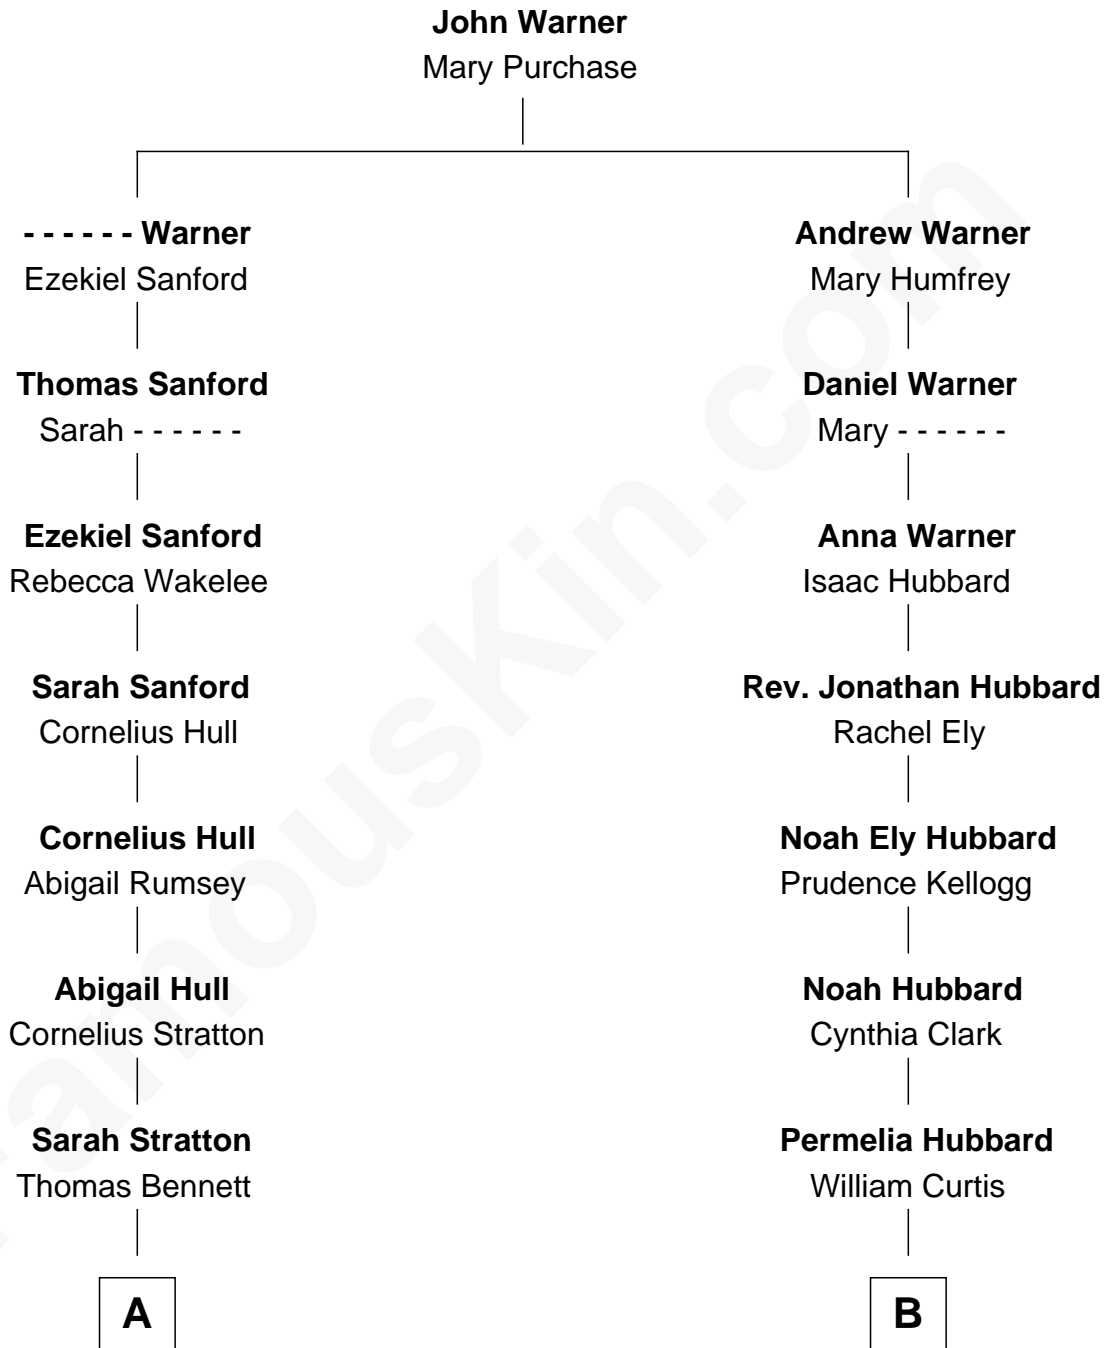 John Warner
Mary Purchase
- - - - - - Warner
Ezekiel Sanford
Andrew Warner
Mary Humfrey
Thomas Sanford
Sarah - - - - - -
Daniel Warner
Mary - - - - - -
Ezekiel Sanford
Rebecca Wakelee
Anna Warner
Isaac Hubbard
Sarah Sanford
Cornelius Hull
Rev. Jonathan Hubbard
Rachel Ely
Cornelius Hull
Abigail Rumsey
Noah Ely Hubbard
Prudence Kellogg
Abigail Hull
Cornelius Stratton
Noah Hubbard
Cynthia Clark
Sarah Stratton
Thomas Bennett
Permelia Hubbard
William Curtis
A
B
FamousKin.com